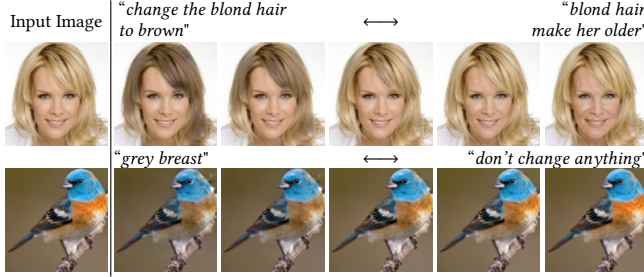 Input Image
“change the blond hair
to brown"
⟷
“blond hair
make her older"
“grey breast"
⟷
“don't change anything"